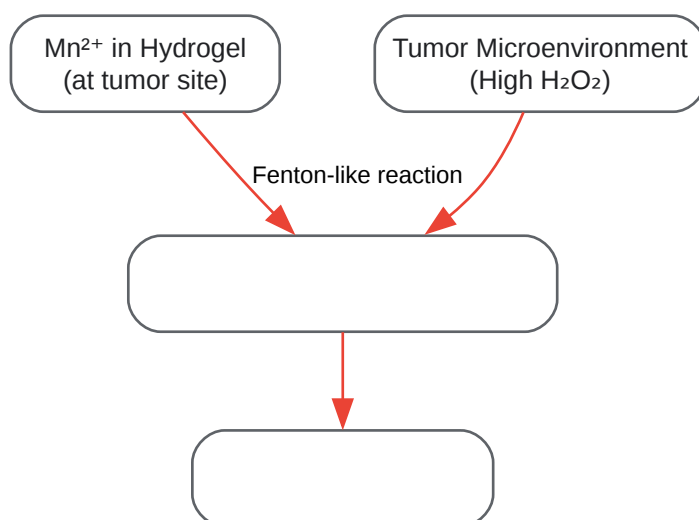 Mn²⁺ in Hydrogel
(at tumor site)
Tumor Microenvironment
(High H₂O₂)
Fenton-like reaction